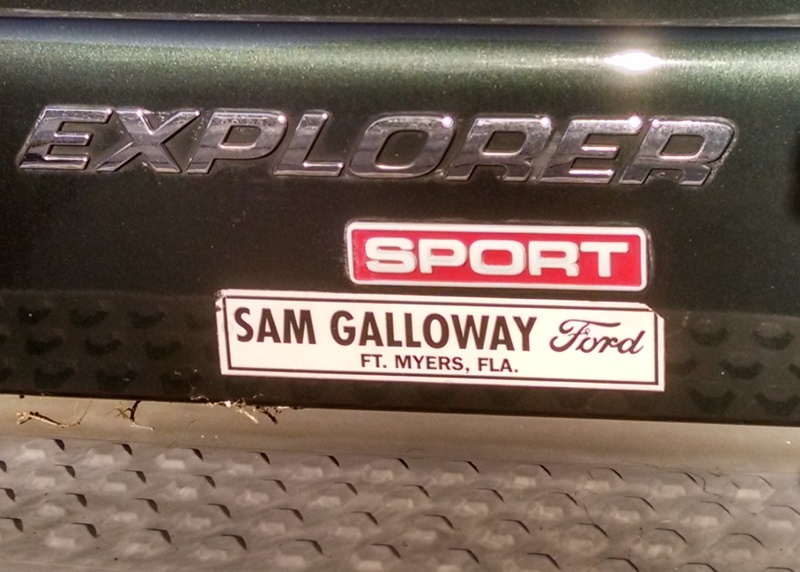 EXPLORER
SPORT
SAM GALLOWAY Ford
FT. MYERS, FLA.